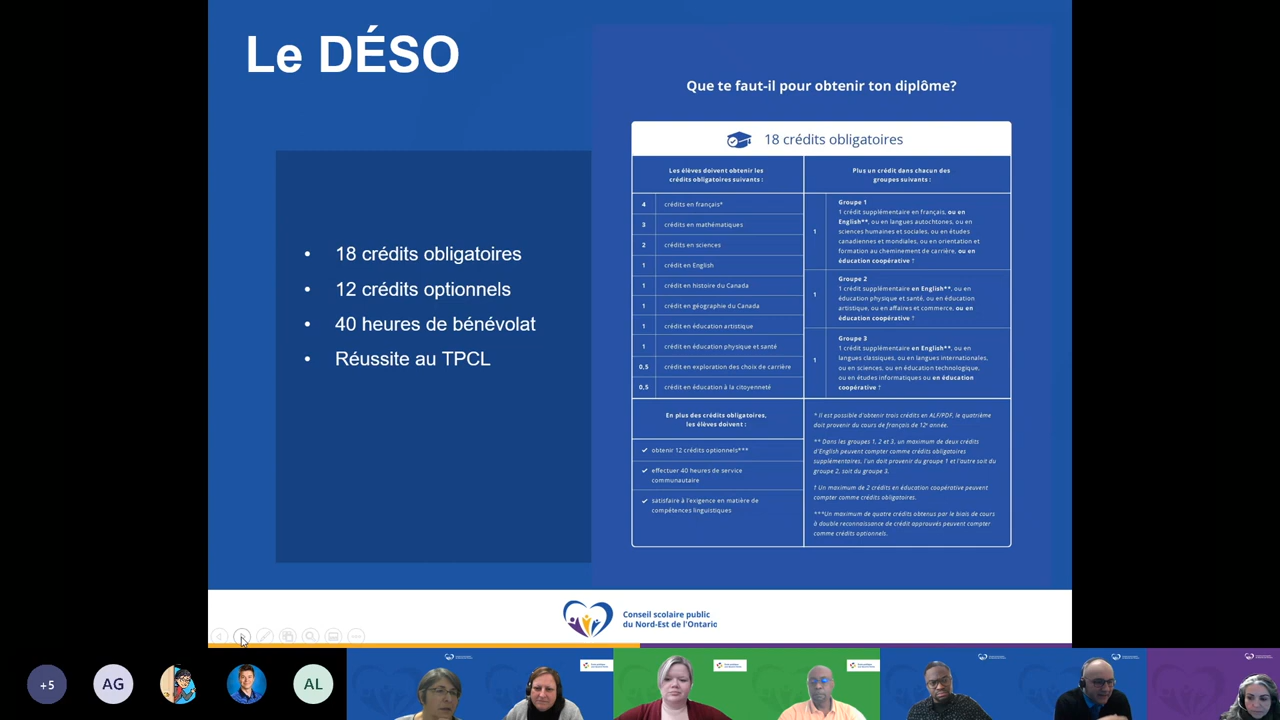 Le DÉSO
• 18 crédits obligatoires
• 12 crédits optionnels
• 40 heures de bénévolat
• Réussite au TPCL
Que te faut-il pour obtenir ton diplôme?
18 crédits obligatoires
Les élèves doivent obtenir les
crédits obligatoires suivants :
4 crédits en français*
3 crédits en mathématiques
2 crédits en sciences
1 crédit en English
1 crédit en histoire du Canada
1 crédit en géographie du Canada
1 crédit en éducation artistique
1 crédit en éducation physique et santé
0,5 crédit en exploration des choix de carrière
0,5 crédit en éducation à la citoyenneté
Plus un crédit dans chacun des
groupes suivants :
1
Groupe 1
1 crédit supplémentaire en français, ou en
English**, ou en langues autochtones, ou en
sciences humaines et sociales, ou en études
canadiennes et mondiales, ou en orientation et
formation au cheminement de carrière, ou en
éducation coopérative †
1
Groupe 2
1 crédit supplémentaire en English**, ou en
éducation physique et santé, ou en éducation
artistique, ou en affaires et commerce, ou en
éducation coopérative †
1
Groupe 3
1 crédit supplémentaire en English**, ou en
langues classiques, ou en langues internationales,
ou en sciences, ou en éducation technologique,
ou en études informatiques ou en éducation
coopérative †
En plus des crédits obligatoires,
les élèves doivent :
obtenir 12 crédits optionnels***
effectuer 40 heures de service
communautaire
satisfaire à l'exigence en matière de
compétences linguistiques
* Il est possible d'obtenir trois crédits en ALF/PDF, le quatrième
doit provenir du cours de français de 12e année.
** Dans les groupes 1, 2 et 3, un maximum de deux crédits
d'English peuvent compter comme crédits obligatoires
supplémentaires, l'un doit provenir du groupe 1 et l'autre soit du
groupe 2, soit du groupe 3.
† Un maximum de 2 crédits en éducation coopérative peuvent
compter comme crédits obligatoires.
***Un maximum de quatre crédits obtenus par le biais de cours
à double reconnaissance de crédit approuvés peuvent compter
comme crédits optionnels.
Conseil scolaire public
du Nord-Est de l'Ontario
+5
AG
AL